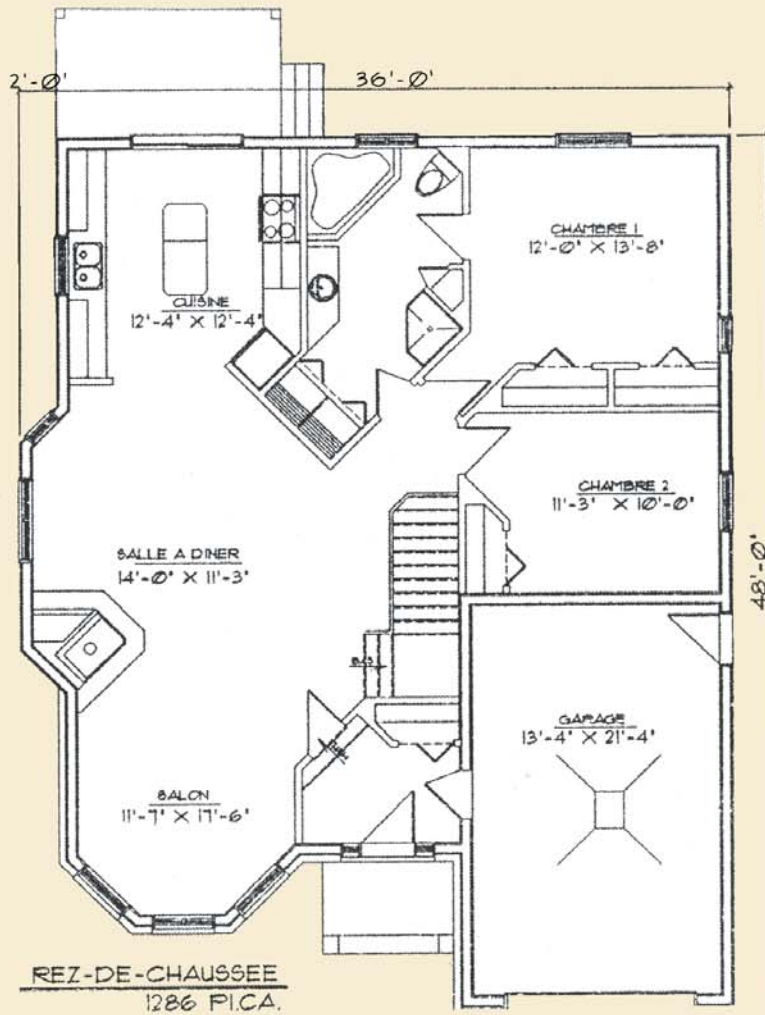 2'-0"
36'-0'
CHAMBRE 1
12'-0" X 13'-8"
CUISINE
12'-4" X 12'-4"
CHAMBRE 2
11'-3" X 10'-0"
SALLE A DINER
14'-0" X 11'-3"
48'-0"
GARAGE
13'-4" X 21'-4"
SALON
11'-7" X 17'-6"
REZ-DE-CHAUSSEE
1286 PI.CA.